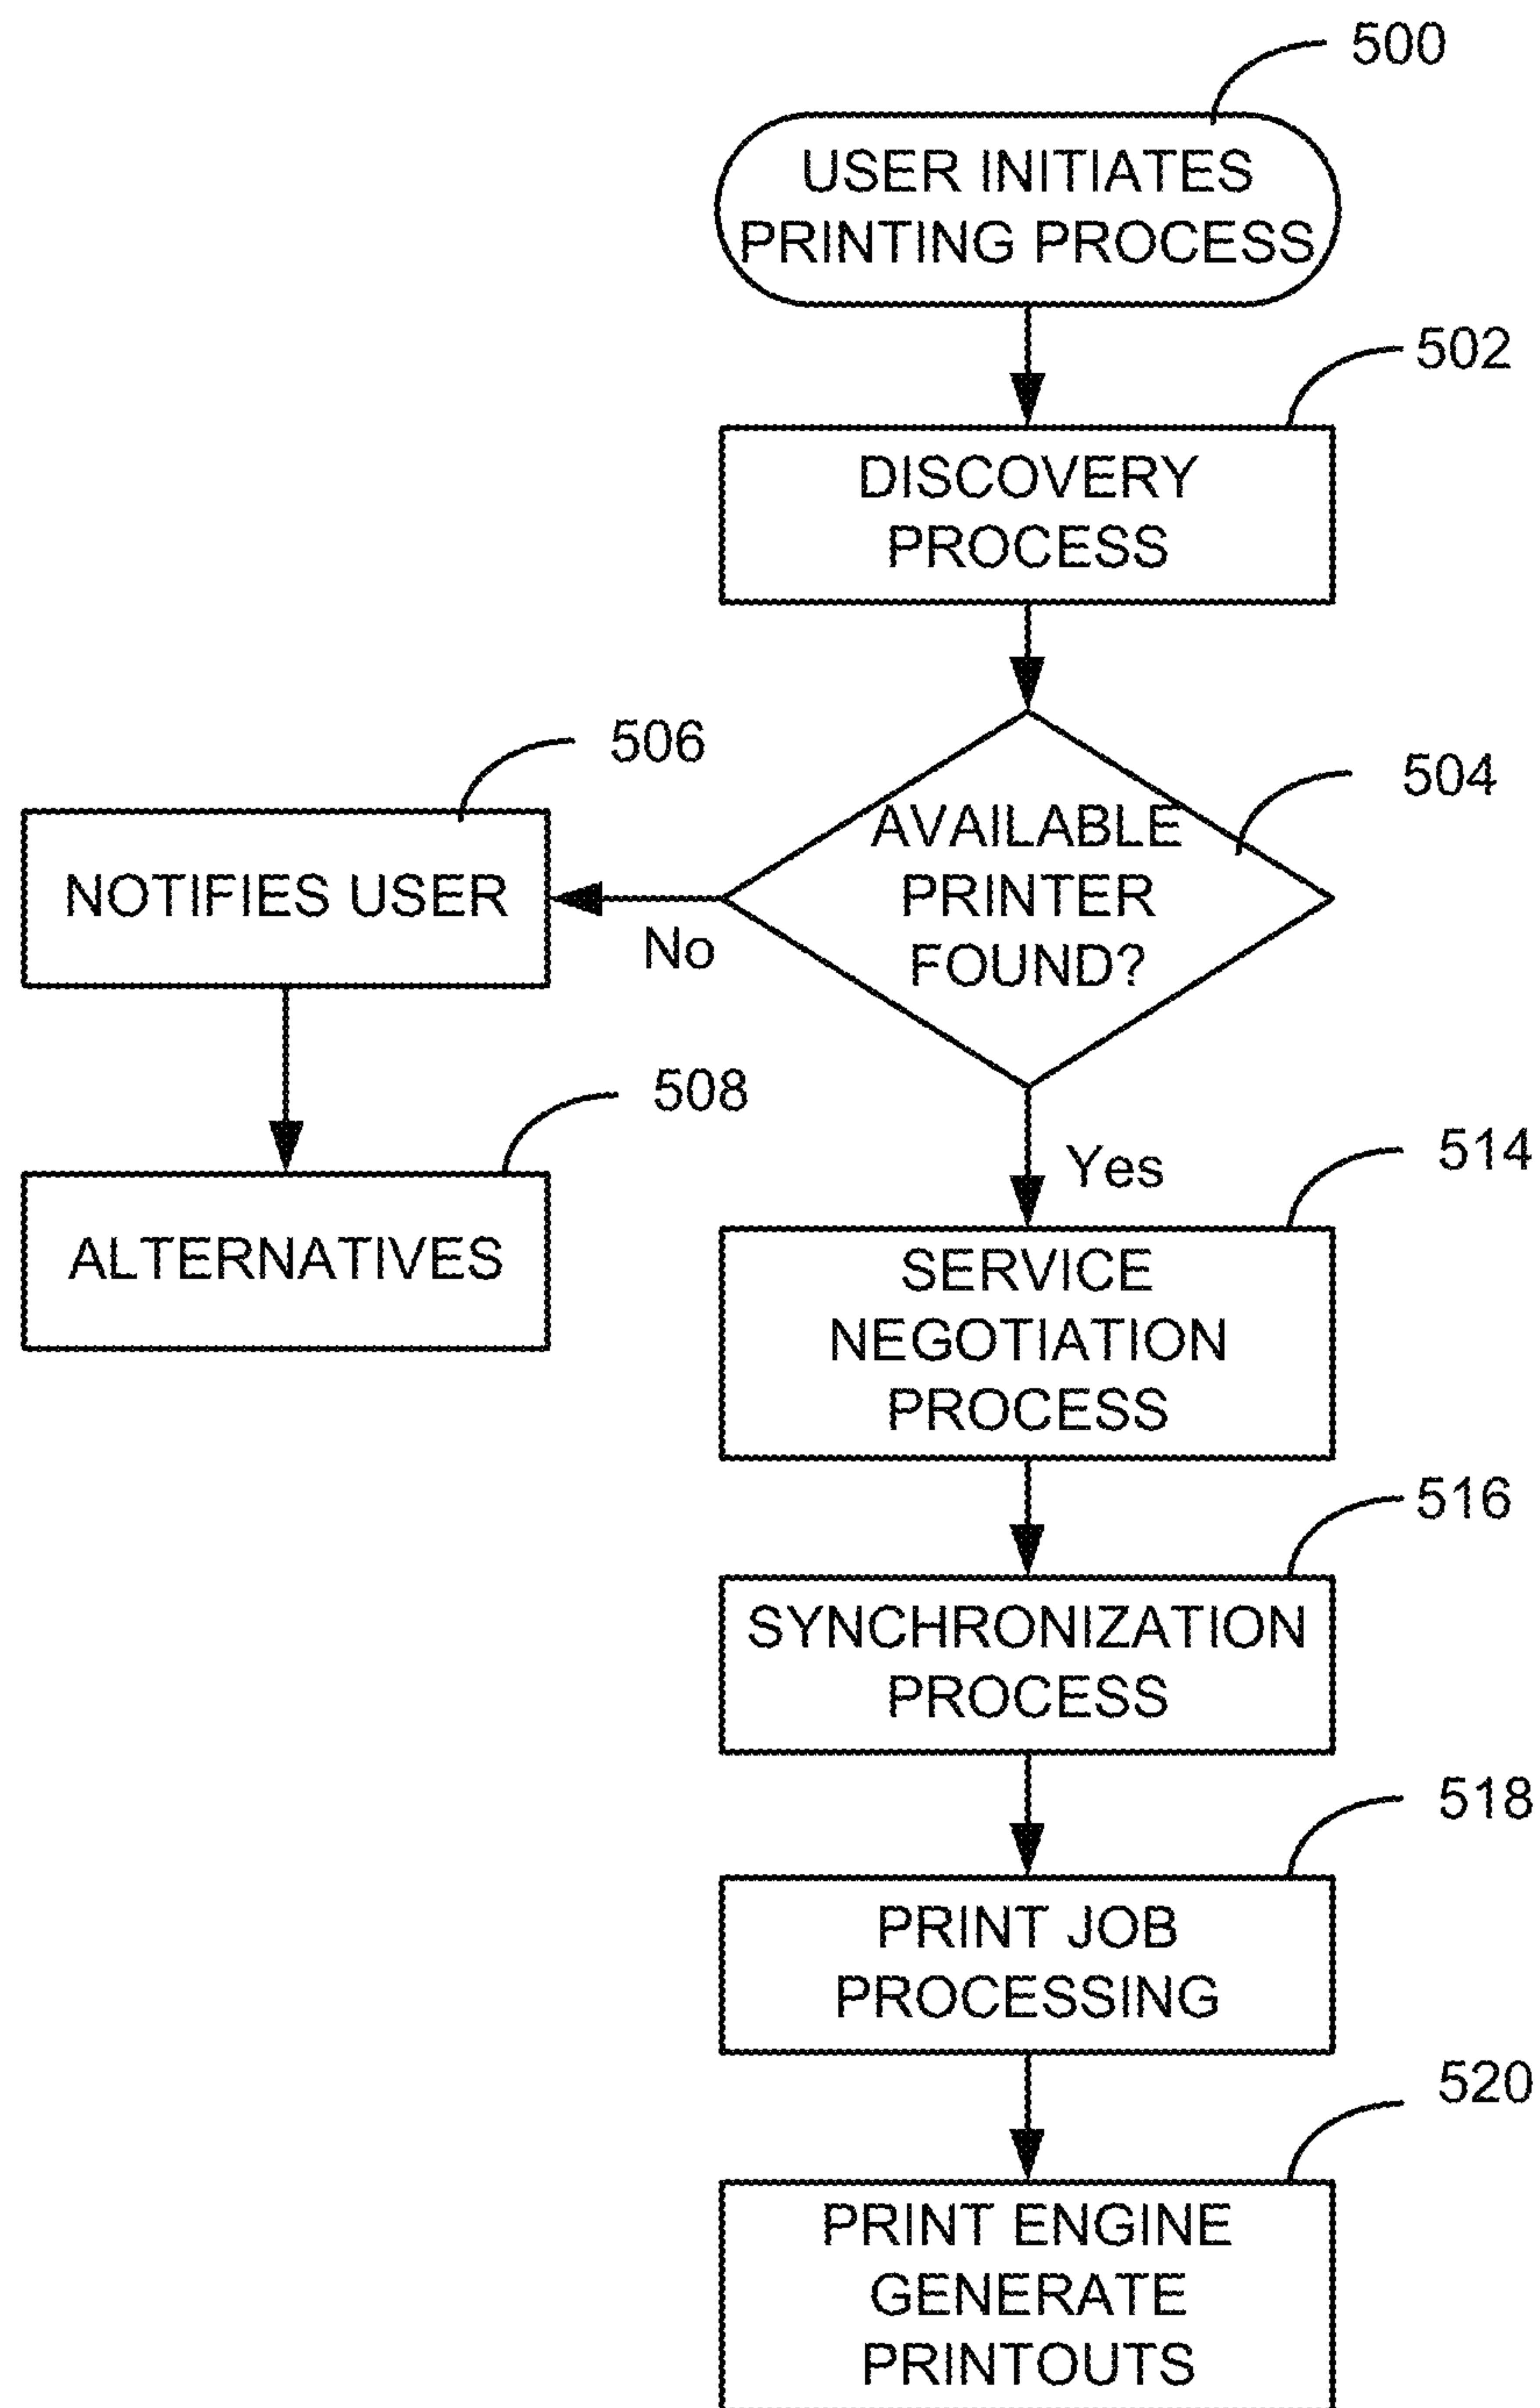 500
USER INITIATES
PRINTING PROCESS
502
DISCOVERY
PROCESS
504
AVAILABLE
PRINTER
FOUND?
506
NOTIFIES USER
No
508
ALTERNATIVES
Yes
514
SERVICE
NEGOTIATION
PROCESS
516
SYNCHRONIZATION
PROCESS
518
PRINT JOB
PROCESSING
520
PRINT ENGINE
GENERATE
PRINTOUTS